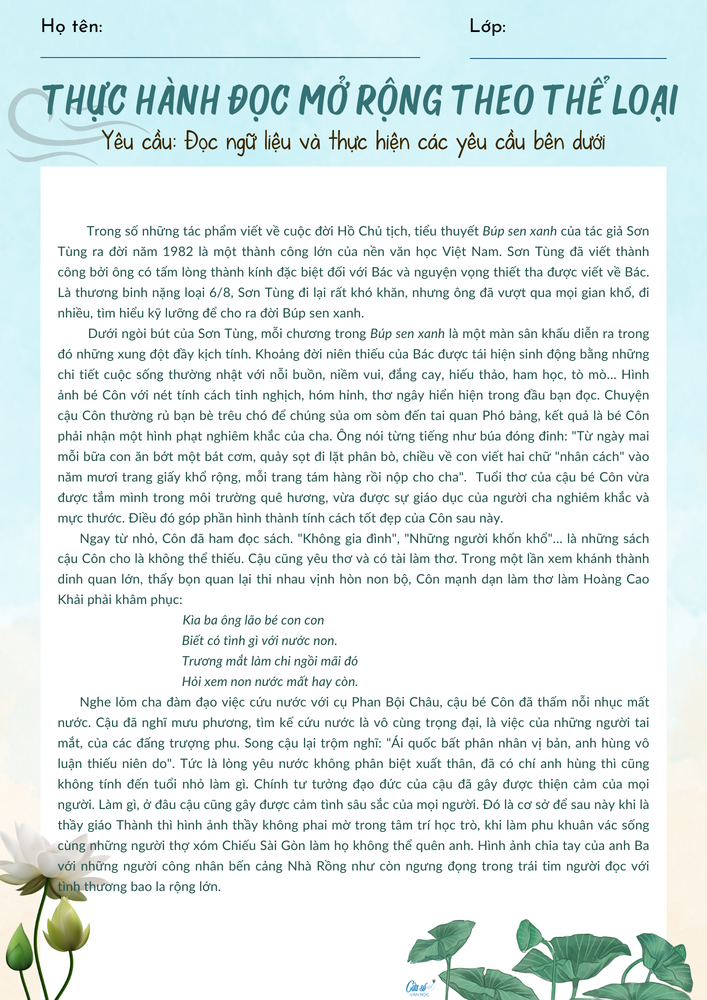 Họ tên:
Lớp:
THỰC HÀNH ĐỌC MỞ RỘNG THEO THỂ LOẠI
Yêu cầu: Đọc ngữ liệu và thực hiện các yêu cầu bên dưới
Trong số những tác phẩm viết về cuộc đời Hồ Chủ tịch, tiểu thuyết Búp sen xanh của tác giả Sơn
Tùng ra đời năm 1982 là một thành công lớn của nền văn học Việt Nam. Sơn Tùng đã viết thành
công bởi ông có tấm lòng thành kính đặc biệt đối với Bác và nguyện vọng thiết tha được viết về Bác.
Là thương binh nặng loại 6/8, Sơn Tùng đi lại rất khó khăn, nhưng ông đã vượt qua mọi gian khổ, đi
nhiều, tìm hiểu kỹ lưỡng để cho ra đời Búp sen xanh.
Dưới ngòi bút của Sơn Tùng, mỗi chương trong Búp sen xanh là một màn sân khấu diễn ra trong
đó những xung đột đầy kịch tính. Khoảng đời niên thiếu của Bác được tái hiện sinh động bằng những
chi tiết cuộc sống thường nhật với nỗi buồn, niềm vui, đắng cay, hiếu thảo, ham học, tò mò... Hình
ảnh bé Côn với nét tính cách tinh nghịch, hóm hỉnh, thơ ngây hiển hiện trong đầu bạn đọc. Chuyện
cậu Côn thường rủ bạn bè trêu chó để chúng sủa om sòm đến tai quan Phó bảng, kết quả là bé Côn
phải nhận một hình phạt nghiêm khắc của cha. Ông nói từng tiếng như búa đóng đinh: "Từ ngày mai
mỗi bữa con ăn bớt một bát cơm, quảy sọt đi lặt phân bò, chiều về con viết hai chữ "nhân cách" vào
năm mươi trang giấy khổ rộng, mỗi trang tám hàng rồi nộp cho cha". Tuổi thơ của cậu bé Côn vừa
được tắm mình trong môi trường quê hương, vừa được sự giáo dục của người cha nghiêm khắc và
mực thước. Điều đó góp phần hình thành tính cách tốt đẹp của Côn sau này.
Ngay từ nhỏ, Côn đã ham đọc sách. "Không gia đình", "Những người khốn khổ"... là những sách
cậu Côn cho là không thể thiếu. Cậu cũng yêu thơ và có tài làm thơ. Trong một lần xem khánh thành
dinh quan lớn, thấy bọn quan lại thi nhau vịnh hòn non bộ, Côn mạnh dạn làm thơ làm Hoàng Cao
Khải phải khâm phục:
Kìa ba ông lão bé con con
Biết có tình gì với nước non.
Trương mắt làm chi ngồi mãi đó
Hỏi xem non nước mất hay còn.
Nghe lỏm cha đàm đạo việc cứu nước với cụ Phan Bội Châu, cậu bé Côn đã thấm nỗi nhục mất
nước. Cậu đã nghĩ mưu phương, tìm kế cứu nước là vô cùng trọng đại, là việc của những người tai
mắt, của các đấng trượng phu. Song cậu lại trộm nghĩ: "Ái quốc bất phân nhân vị bản, anh hùng vô
luận thiếu niên do". Tức là lòng yêu nước không phân biệt xuất thân, đã có chí anh hùng thì cũng
không tính đến tuổi nhỏ làm gì. Chính tư tưởng đạo đức của cậu đã gây được thiện cảm của mọi
người. Làm gì, ở đâu cậu cũng gây được cảm tình sâu sắc của mọi người. Đó là cơ sở để sau này khi là
thầy giáo Thành thì hình ảnh thầy không phai mờ trong tâm trí học trò, khi làm phu khuân vác sống
cùng những người thợ xóm Chiếu Sài Gòn làm họ không thể quên anh. Hình ảnh chia tay của anh Ba
với những người công nhân bến cảng Nhà Rồng như còn ngưng đọng trong trái tim người đọc với
tình thương bao la rộng lớn.